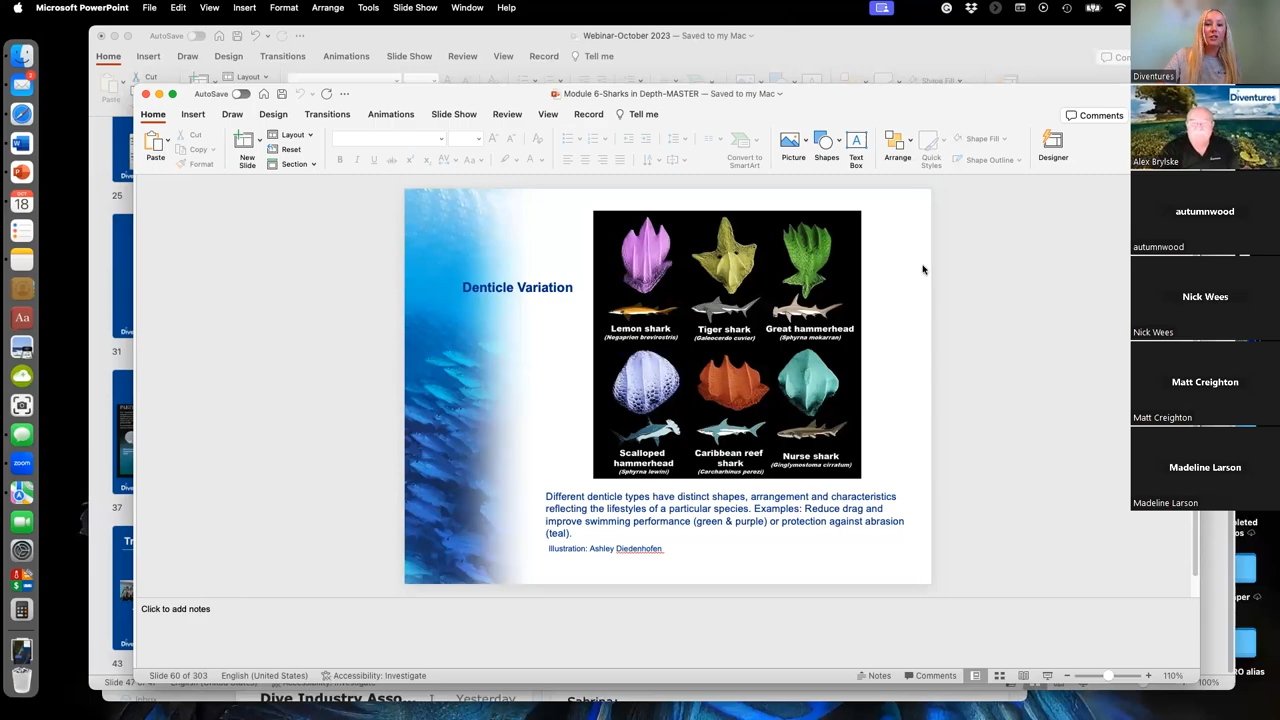 Microsoft PowerPoint File Edit View Insert Format Arrange Tools Slide Show Window Help
AutoSave Webinar-October 2023 — Saved to my Mac
Home Insert Draw Design Transitions Animations Slide Show Review View Record Tell me
Cut Layout Shape Fill
Paste
AutoSave Module 6-Sharks in Depth-MASTER — Saved to my Mac
Home Insert Draw Design Transitions Animations Slide Show Review View Record Tell me Comments
Paste Cut Copy Format New Slide Layout Reset Section Convert to SmartArt Picture Shapes Text Box Arrange Quick Styles Shape Fill Shape Outline Designer
OCT
18
25
31
37
43
Denticle Variation
Lemon shark Tiger shark Great hammerhead
(Negaprion brevirostris) (Galeocerdo cuvier) (Sphyrna mokarran)
Scalloped hammerhead Caribbean reef shark Nurse shark
(Sphyrna lewini) (Carcharhinus perezi) (Ginglymostoma cirratum)
Different denticle types have distinct shapes, arrangement and characteristics
reflecting the lifestyles of a particular species. Examples: Reduce drag and
improve swimming performance (green & purple) or protection against abrasion
(teal).
Illustration: Ashley Diedenhofen
Click to add notes
Slide 60 of 303 English (United States) Accessibility: Investigate Notes Comments 110%
100%
Dive Industry Asso... Yesterday
Diventures
Diventures
Alex Brylske
autumnwood
autumnwood
Nick Wees
Nick Wees
Matt Creighton
Matt Creighton
Madeline Larson
Madeline Larson
RO alias